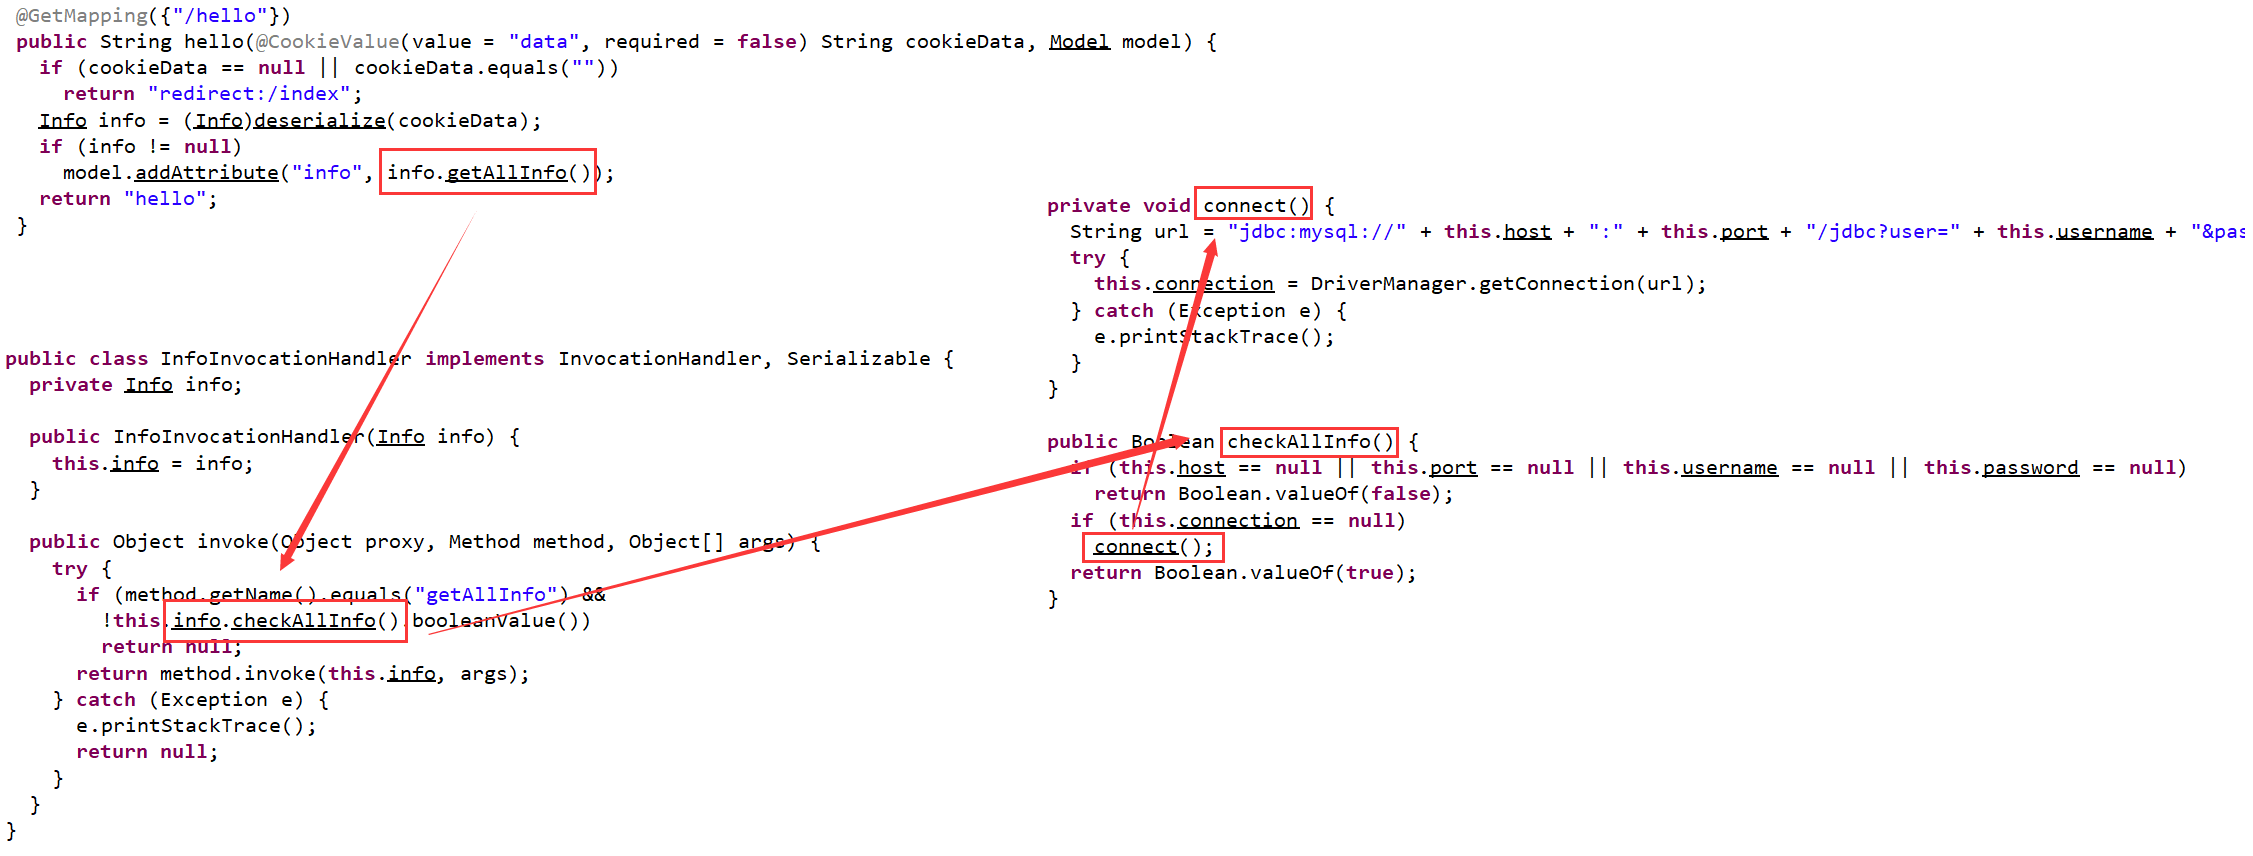 @GetMapping({"/hello"})
public String hello(@CookieValue(value = "data", required = false) String cookieData, Model model) {
if (cookieData == null || cookieData.equals(""))
return "redirect:/index";
Info info = (Info)deserialize(cookieData);
if (info != null)
model.addAttribute("info", info.getAllInfo());
return "hello";
}
public class InfoInvocationHandler implements InvocationHandler, Serializable {
private Info info;
public InfoInvocationHandler(Info info) {
this.info = info;
}
public Object invoke(Object proxy, Method method, Object[] args) {
try {
if (method.getName().equals("getAllInfo") &&
!this.info.checkAllInfo().booleanValue())
return null;
return method.invoke(this.info, args);
} catch (Exception e) {
e.printStackTrace();
return null;
}
}
}
private void connect() {
String url = "jdbc:mysql://" + this.host + ":" + this.port + "/jdbc?user=" + this.username + "&pas
try {
this.connection = DriverManager.getConnection(url);
} catch (Exception e) {
e.printStackTrace();
}
}
public Boolean checkAllInfo() {
if (this.host == null || this.port == null || this.username == null || this.password == null)
return Boolean.valueOf(false);
if (this.connection == null)
connect();
return Boolean.valueOf(true);
}